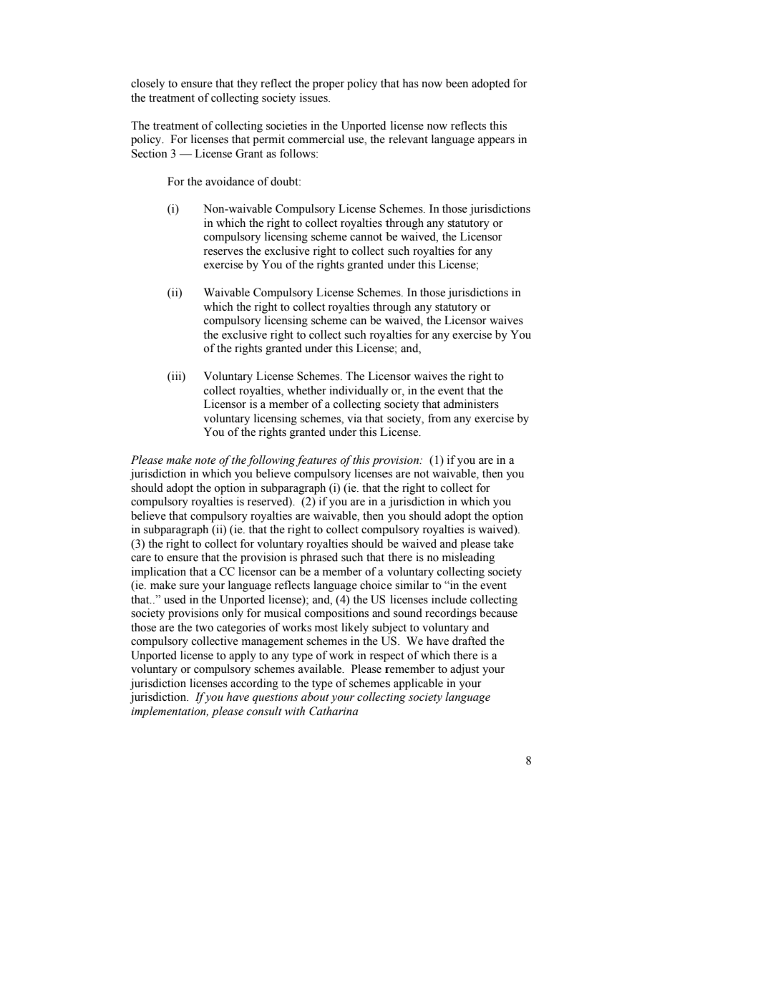 closely to ensure that they reflect the proper policy that has now been adopted for
the treatment of collecting society issues.
The treatment of collecting societies in the Unported license now reflects this
policy.  For licenses that permit commercial use, the relevant language appears in
Section 3 — License Grant as follows:
For the avoidance of doubt:
(i) Non-waivable Compulsory License Schemes. In those jurisdictions
in which the right to collect royalties through any statutory or
compulsory licensing scheme cannot be waived, the Licensor
reserves the exclusive right to collect such royalties for any
exercise by You of the rights granted under this License;
(ii) Waivable Compulsory License Schemes. In those jurisdictions in
which the right to collect royalties through any statutory or
compulsory licensing scheme can be waived, the Licensor waives
the exclusive right to collect such royalties for any exercise by You
of the rights granted under this License; and,
(iii) Voluntary License Schemes. The Licensor waives the right to
collect royalties, whether individually or, in the event that the
Licensor is a member of a collecting society that administers
voluntary licensing schemes, via that society, from any exercise by
You of the rights granted under this License.
Please make note of the following features of this provision:  (1) if you are in a
jurisdiction in which you believe compulsory licenses are not waivable, then you
should adopt the option in subparagraph (i) (ie. that the right to collect for
compulsory royalties is reserved).  (2) if you are in a jurisdiction in which you
believe that compulsory royalties are waivable, then you should adopt the option
in subparagraph (ii) (ie. that the right to collect compulsory royalties is waived).
(3) the right to collect for voluntary royalties should be waived and please take
care to ensure that the provision is phrased such that there is no misleading
implication that a CC licensor can be a member of a voluntary collecting society
(ie. make sure your language reflects language choice similar to “in the event
that..” used in the Unported license); and, (4) the US licenses include collecting
society provisions only for musical compositions and sound recordings because
those are the two categories of works most likely subject to voluntary and
compulsory collective management schemes in the US.  We have drafted the
Unported license to apply to any type of work in respect of which there is a
voluntary or compulsory schemes available.  Please remember to adjust your
jurisdiction licenses according to the type of schemes applicable in your
jurisdiction.  If you have questions about your collecting society language
implementation, please consult with Catharina
8